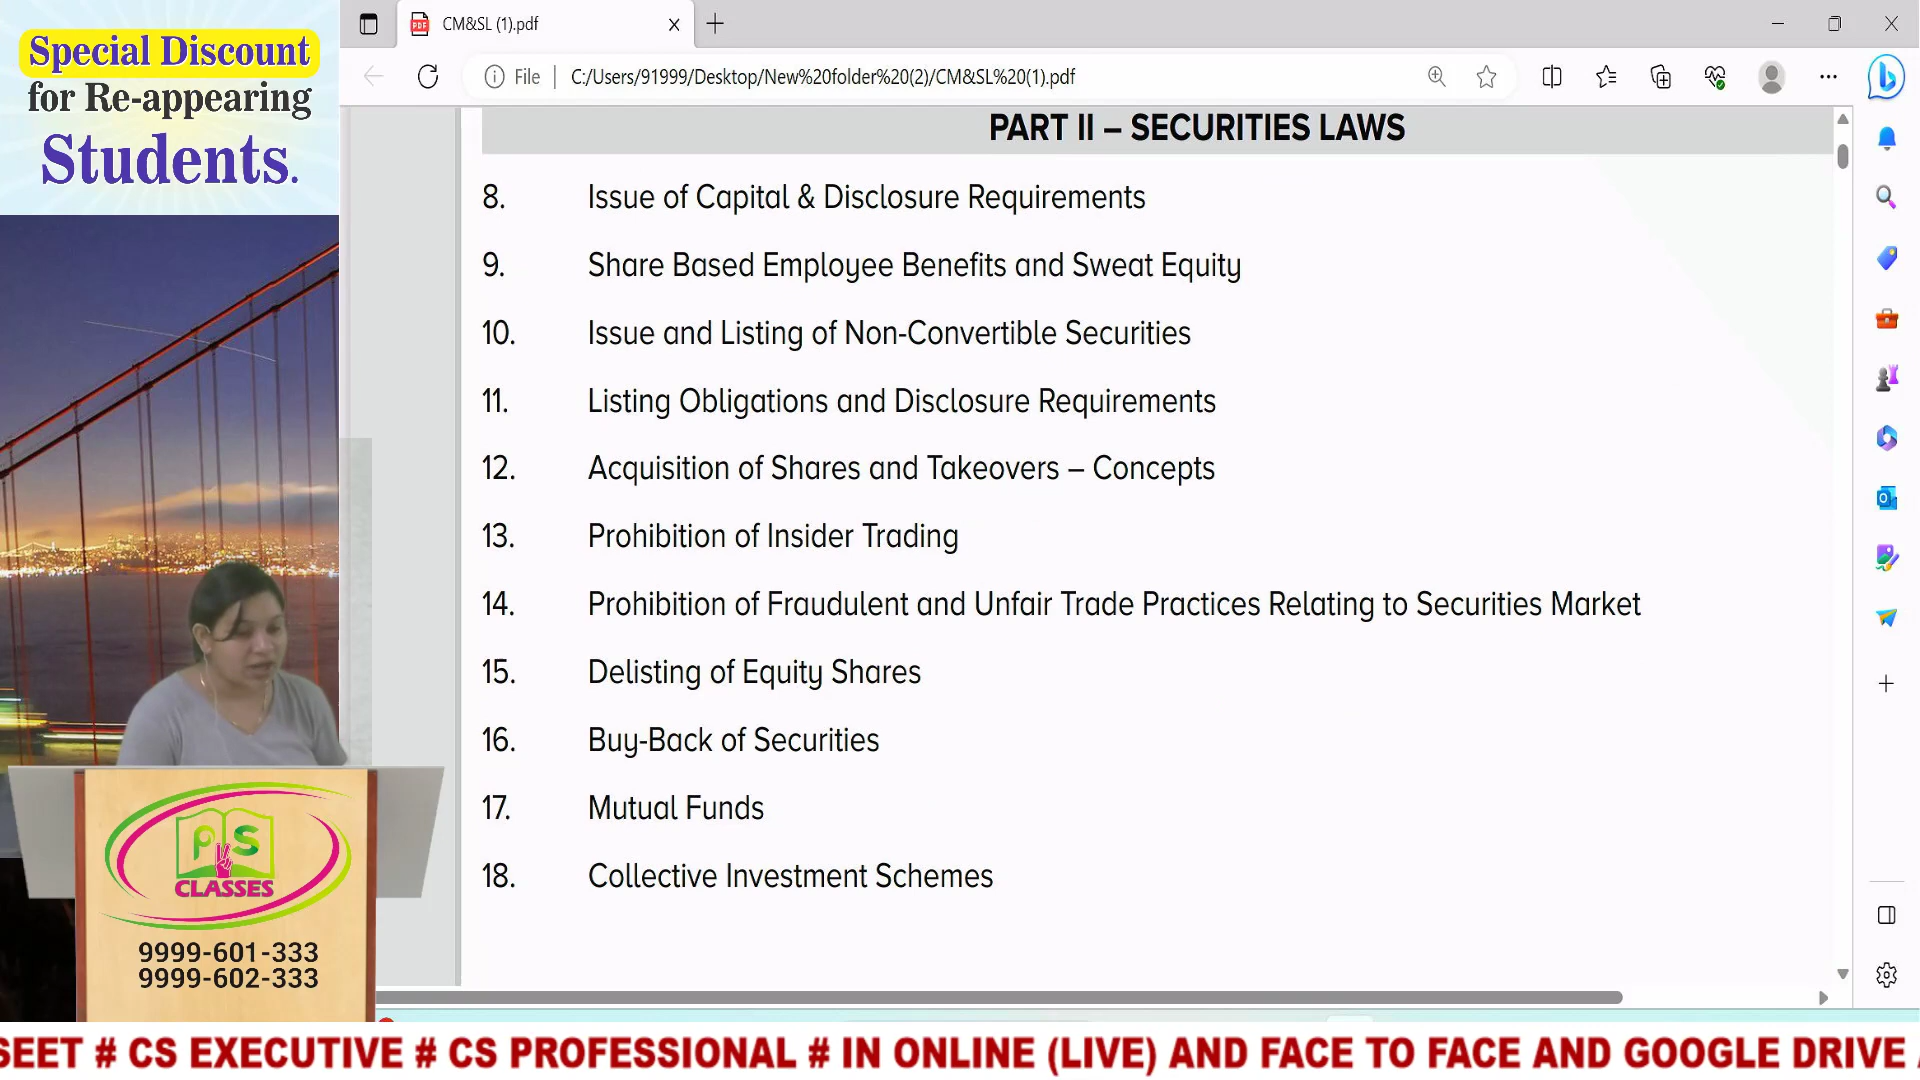 Special Discount
for Re-appearing
Students.
CM&SL (1).pdf
File
C:/Users/91999/Desktop/New%20folder%20(2)/CM&SL%20(1).pdf
PART II – SECURITIES LAWS
8. Issue of Capital & Disclosure Requirements
9. Share Based Employee Benefits and Sweat Equity
10. Issue and Listing of Non-Convertible Securities
11. Listing Obligations and Disclosure Requirements
12. Acquisition of Shares and Takeovers – Concepts
13. Prohibition of Insider Trading
14. Prohibition of Fraudulent and Unfair Trade Practices Relating to Securities Market
15. Delisting of Equity Shares
16. Buy-Back of Securities
17. Mutual Funds
18. Collective Investment Schemes
P S
CLASSES
9999-601-333
9999-602-333
SEET # CS EXECUTIVE # CS PROFESSIONAL # IN ONLINE (LIVE) AND FACE TO FACE AND GOOGLE DRIVE